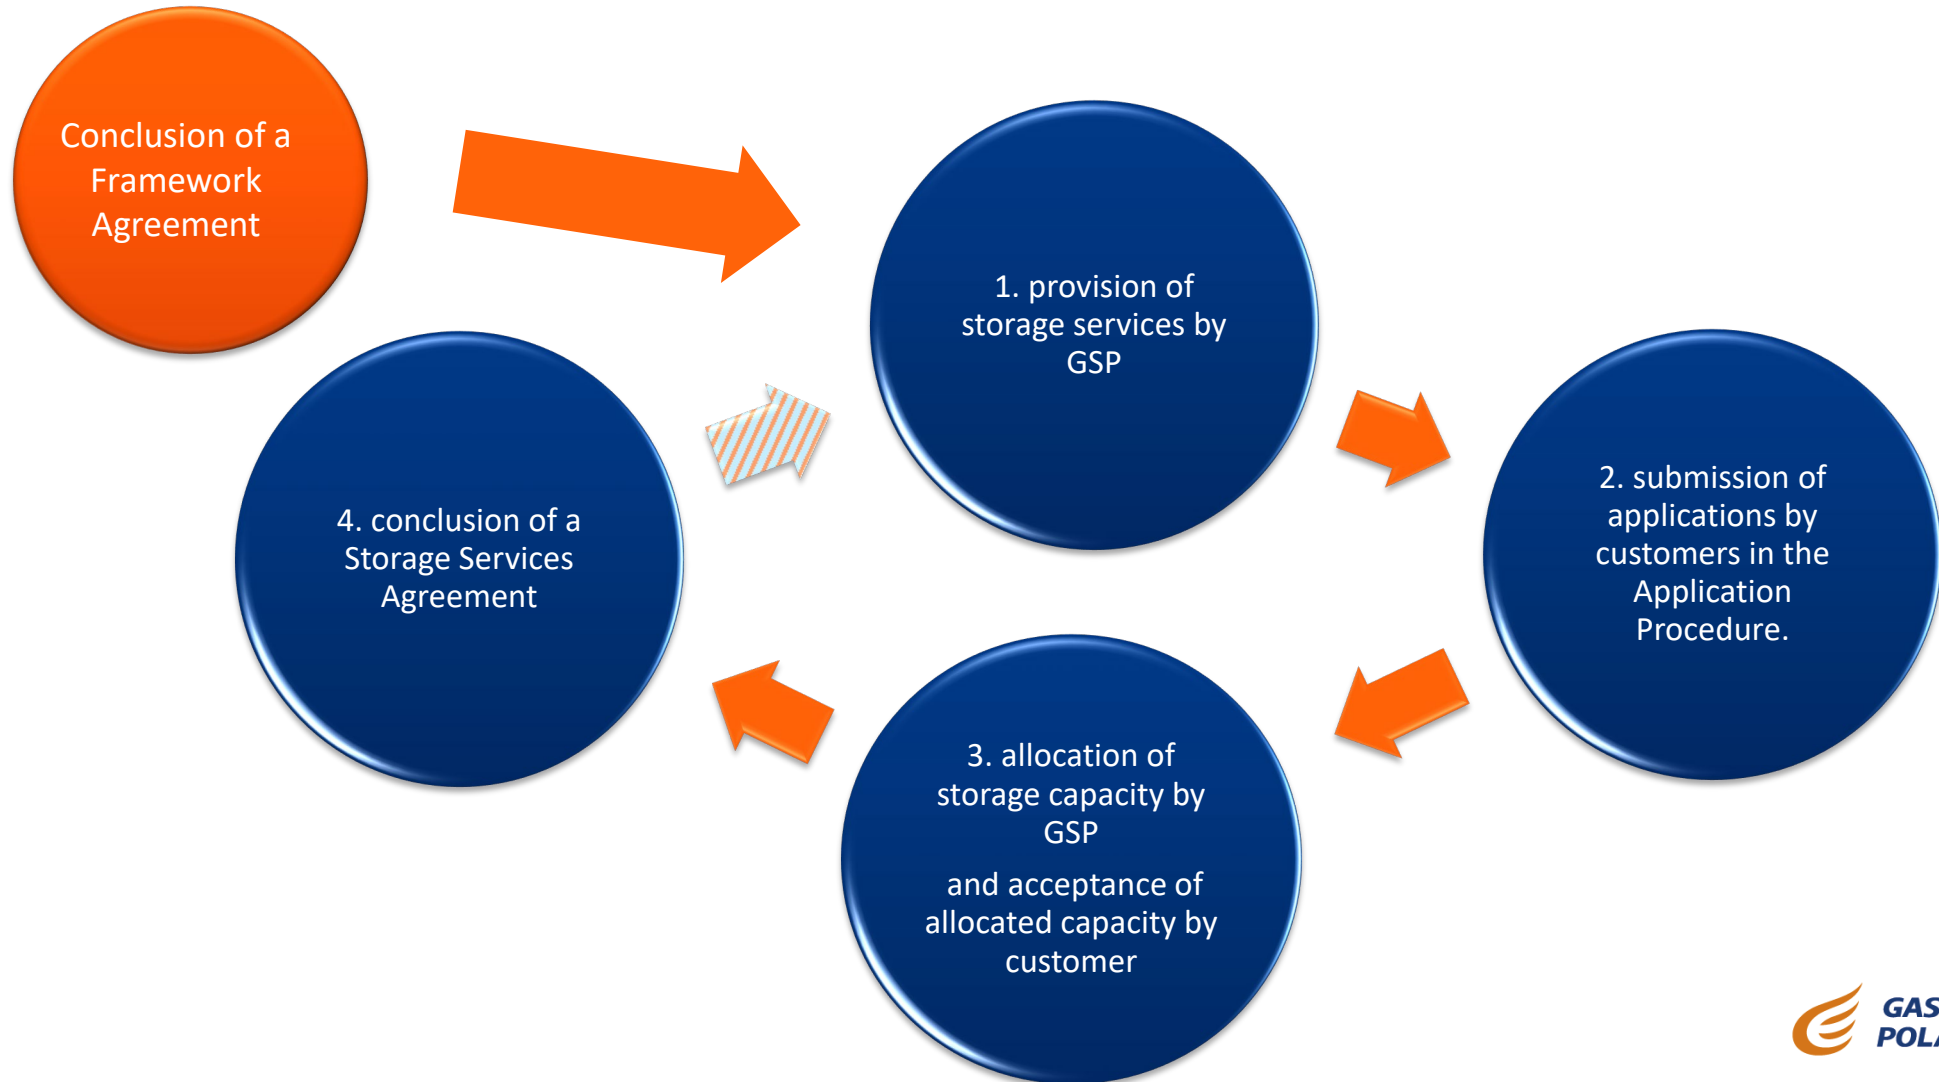 Conclusion of a
Framework
Agreement
1. provision of
storage services by
GSP
2. submission of
applications by
customers in the
Application
Procedure.
3. allocation of
storage capacity by
GSP
and acceptance of
allocated capacity by
customer
4. conclusion of a
Storage Services
Agreement
GAS
POLA